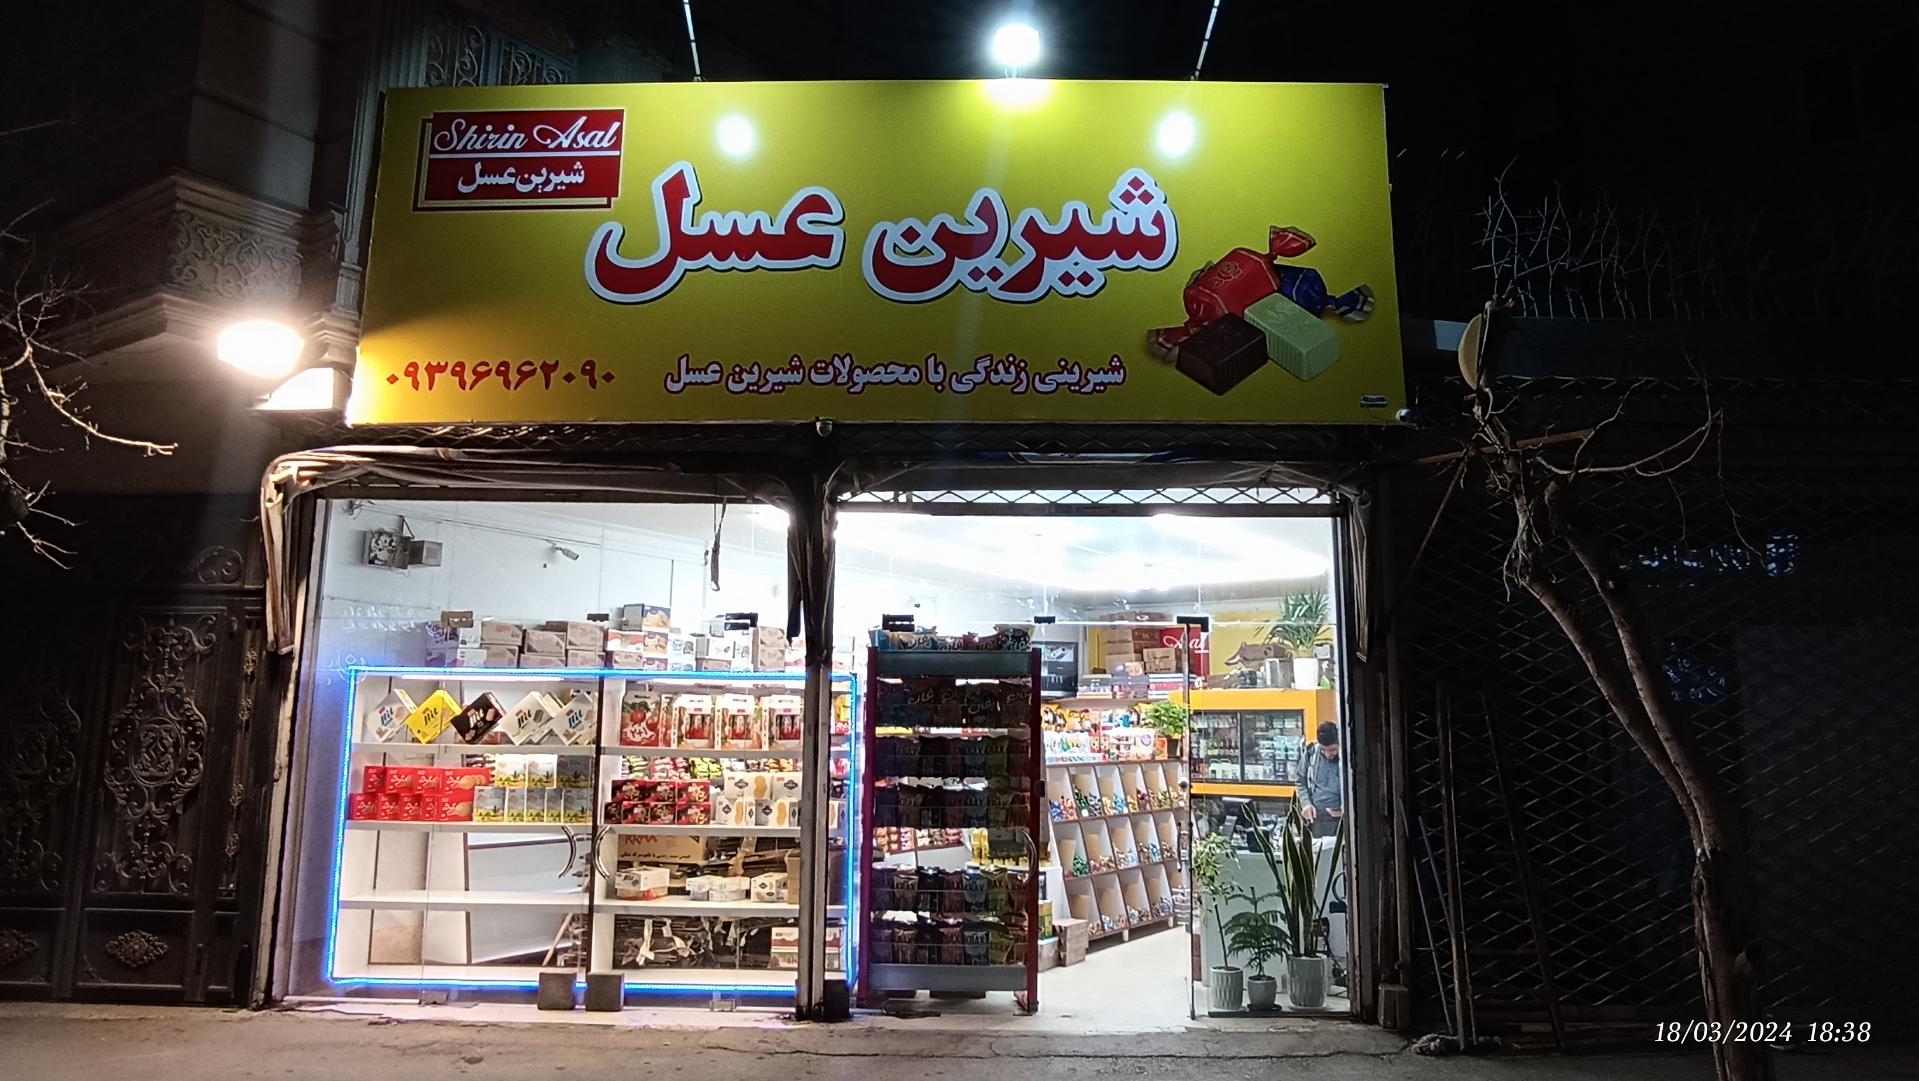 Shirin Asal
شیرین‌عسل
شیرین عسل
شیرینی زندگی با محصولات شیرین عسل
۰۹۳۹۶۹۶۲۰۹۰
18/03/2024 18:38